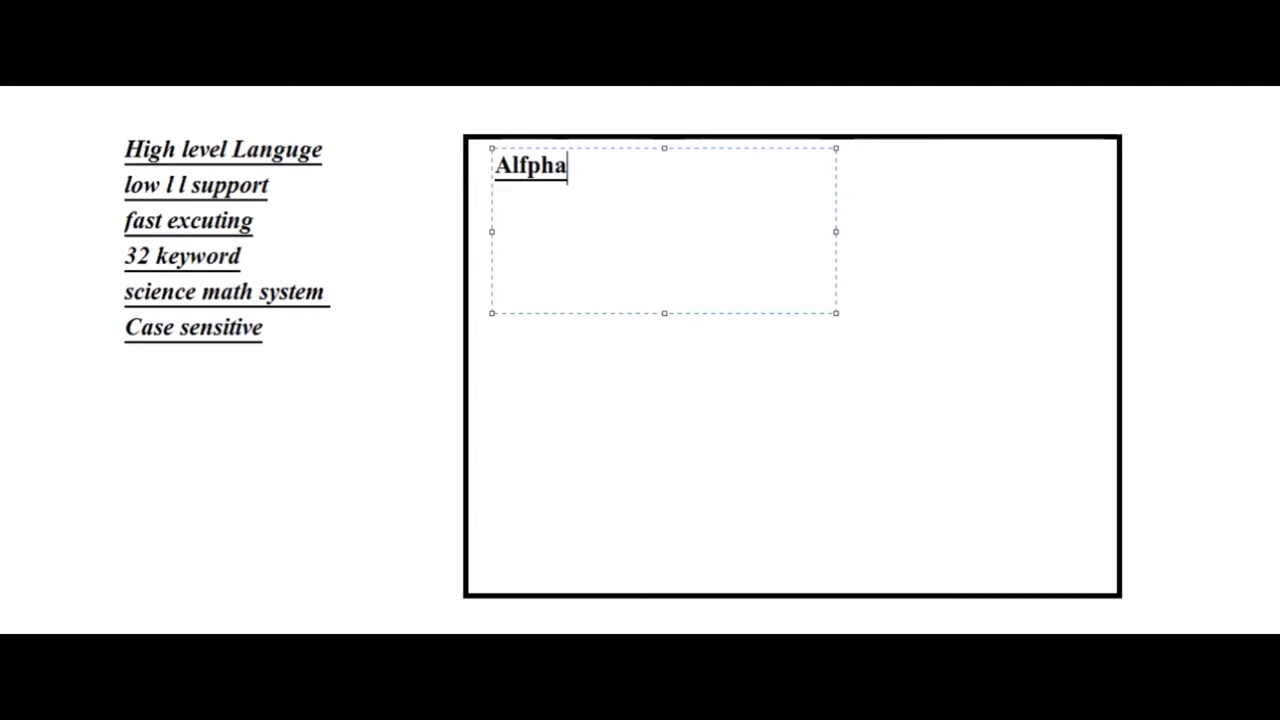 High level Languge
low l l support
fast excuting
32 keyword
science math system
Case sensitive
Alfpha